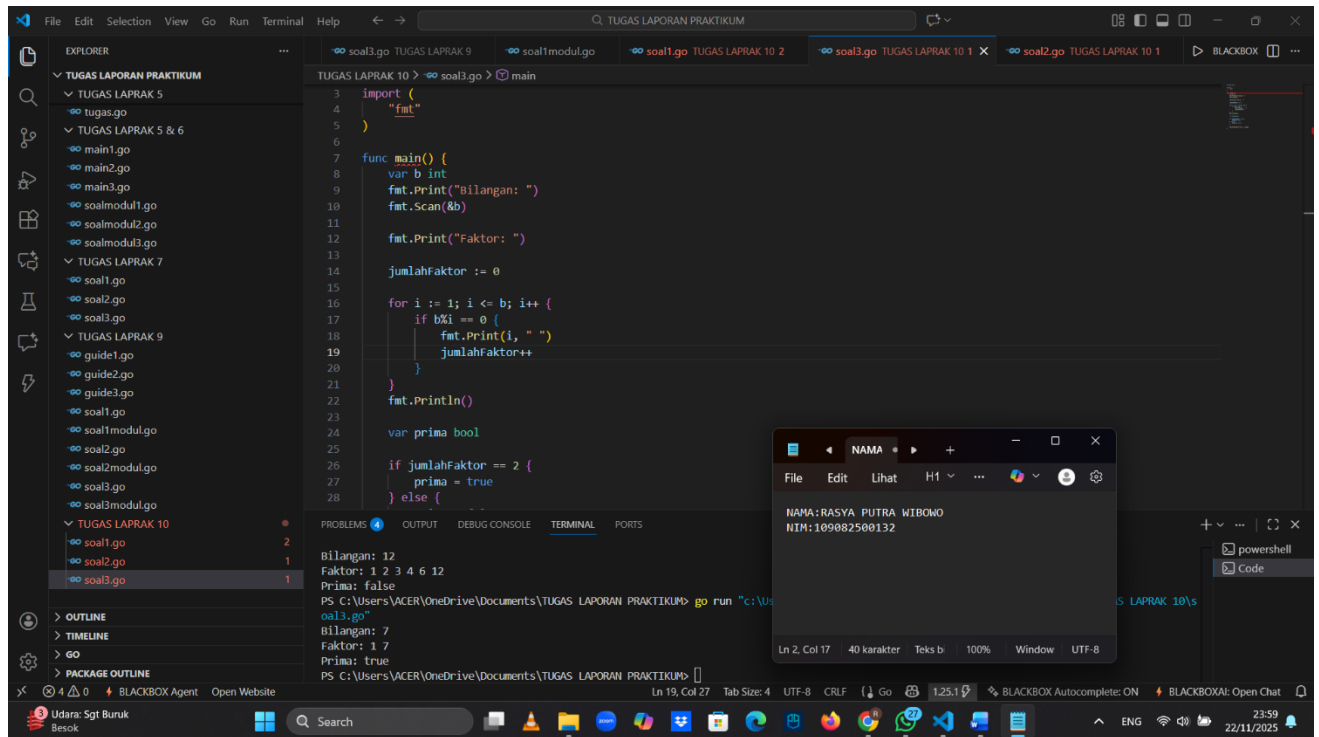 File Edit Selection View Go Run Terminal Help TUGAS LAPORAN PRAKTIKUM
EXPLORER
TUGAS LAPORAN PRAKTIKUM
TUGAS LAPRAK 5
tugas.go
TUGAS LAPRAK 5 & 6
main1.go
main2.go
main3.go
soalmodul1.go
soalmodul2.go
soalmodul3.go
TUGAS LAPRAK 7
soal1.go
soal2.go
soal3.go
TUGAS LAPRAK 9
guide1.go
guide2.go
guide3.go
soal1.go
soal1modul.go
soal2.go
soal2modul.go
soal3.go
soal3modul.go
TUGAS LAPRAK 10
soal1.go 2
soal2.go 1
soal3.go 1
OUTLINE
TIMELINE
GO
PACKAGE OUTLINE
soal3.go TUGAS LAPRAK 9 soal1modul.go soal1.go TUGAS LAPRAK 10 2 soal3.go TUGAS LAPRAK 10 1 soal2.go TUGAS LAPRAK 10 1 BLACKBOX
TUGAS LAPRAK 10 > soal3.go > main
3 import (
4 "fmt"
5 )
6
7 func main() {
8 var b int
9 fmt.Print("Bilangan: ")
10 fmt.Scan(&b)
11
12 fmt.Print("Faktor: ")
13
14 jumlahFaktor := 0
15
16 for i := 1; i <= b; i++ {
17 if b%i == 0 {
18 fmt.Print(i, " ")
19 jumlahFaktor++
20 }
21 }
22 fmt.Println()
23
24 var prima bool
25
26 if jumlahFaktor == 2 {
27 prima = true
28 } else {
PROBLEMS 4 OUTPUT DEBUG CONSOLE TERMINAL PORTS
Bilangan: 12
Faktor: 1 2 3 4 6 12
Prima: false
PS C:\Users\ACER\OneDrive\Documents\TUGAS LAPORAN PRAKTIKUM> go run "c:\Us S LAPRAK 10\s
oal3.go"
Bilangan: 7
Faktor: 1 7
Prima: true
PS C:\Users\ACER\OneDrive\Documents\TUGAS LAPORAN PRAKTIKUM>
powershell
Code
NAMA
File Edit Lihat H1
NAMA:RASYA PUTRA WIBOWO
NIM:109082500132
Ln 2, Col 17 40 karakter Teks bi 100% Window UTF-8
4 0 BLACKBOX Agent Open Website Ln 19, Col 27 Tab Size: 4 UTF-8 CRLF Go 1.25.1 BLACKBOX Autocomplete: ON BLACKBOXAI: Open Chat
3 Udara: Sgt Buruk
Besok
Search
zoom
27
ENG
23:59
22/11/2025